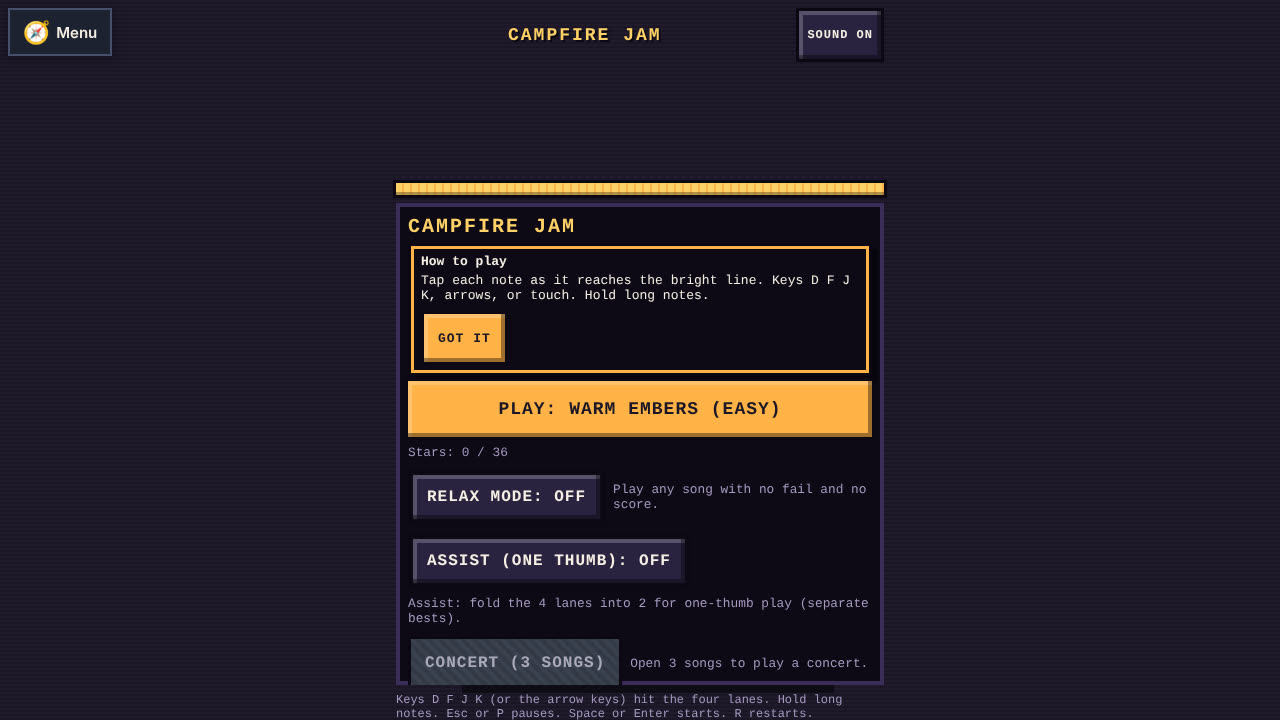 Menu
CAMPFIRE JAM
SOUND ON
CAMPFIRE JAM
How to play
Tap each note as it reaches the bright line. Keys D F J
K, arrows, or touch. Hold long notes.
GOT IT
PLAY: WARM EMBERS (EASY)
Stars: 0 / 36
RELAX MODE: OFF
Play any song with no fail and no
score.
ASSIST (ONE THUMB): OFF
Assist: fold the 4 lanes into 2 for one-thumb play (separate
bests).
CONCERT (3 SONGS)
Open 3 songs to play a concert.
Keys D F J K (or the arrow keys) hit the four lanes. Hold long
notes. Esc or P pauses. Space or Enter starts. R restarts.